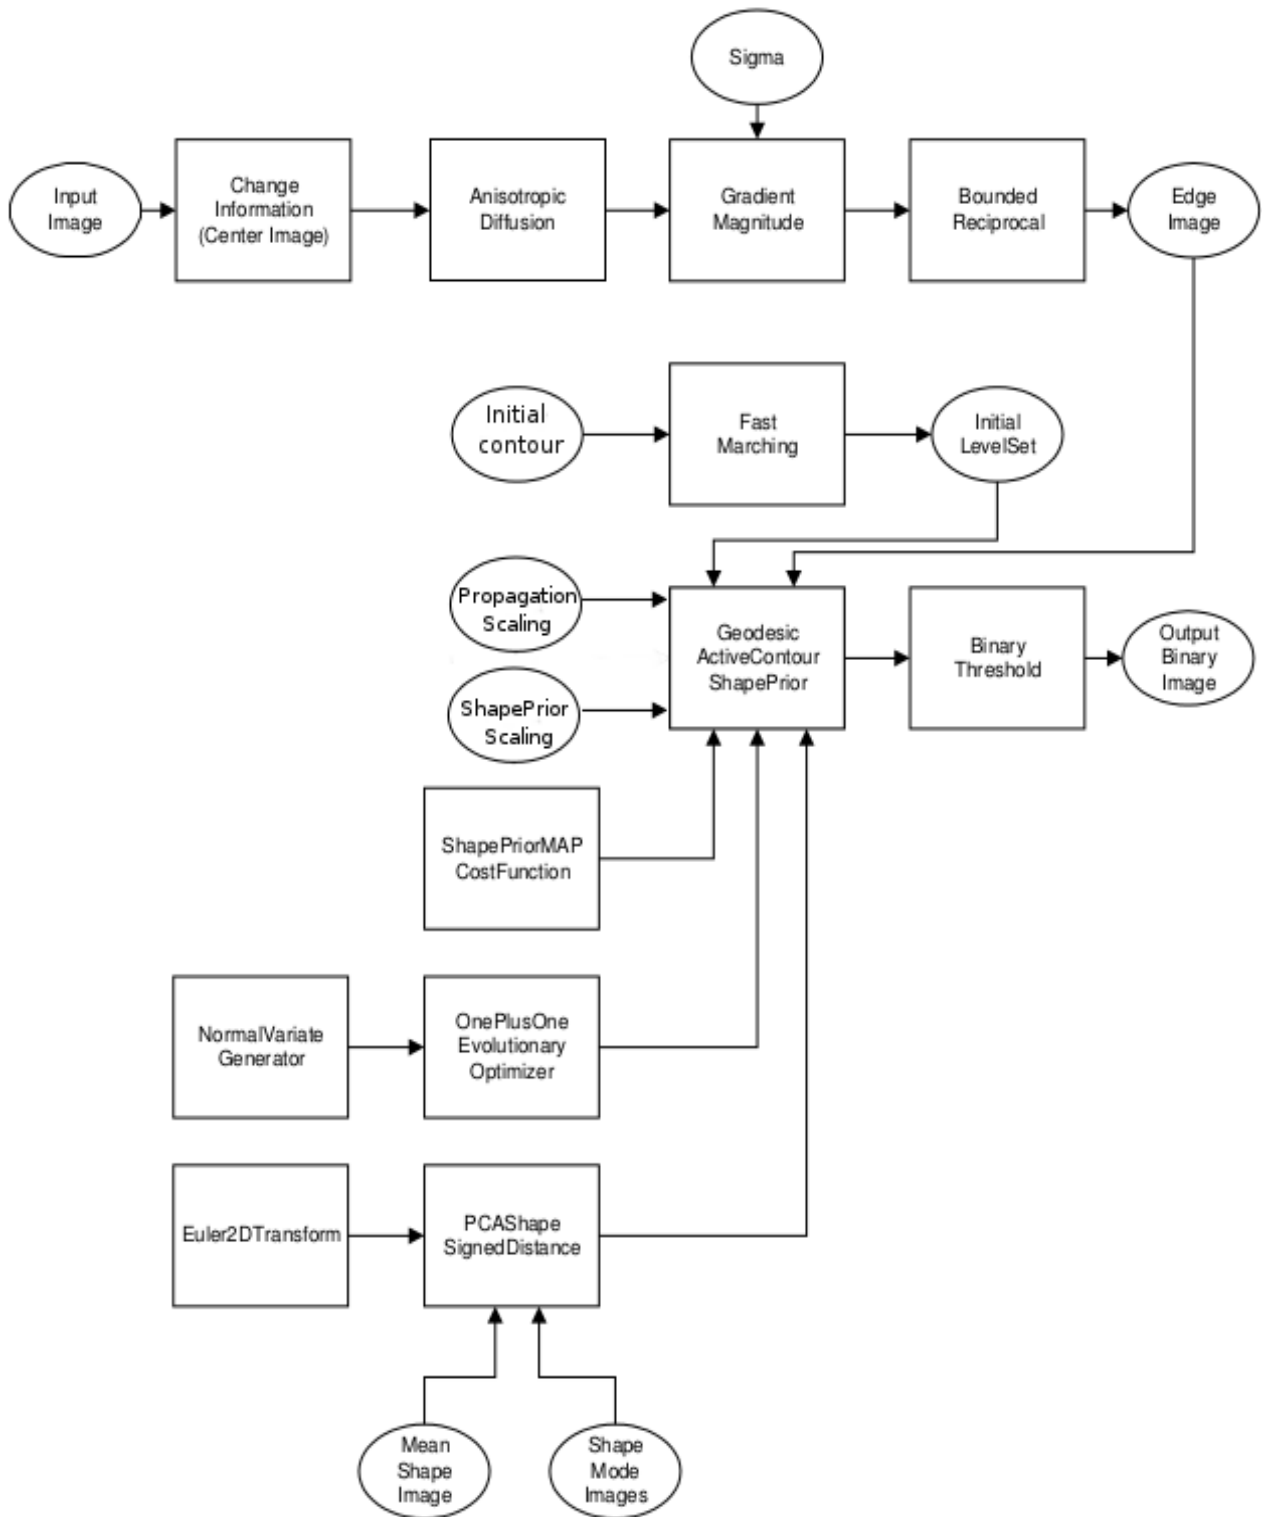 Sigma
Input
Image
Change
Information
(Center Image)
Anisotropic
Diffusion
Gradient
Magnitude
Bounded
Reciprocal
Edge
Image
Initial
contour
Fast
Marching
Initial
LevelSet
Propagation
Scaling
ShapePrior
Scaling
Geodesic
ActiveContour
ShapePrior
Binary
Threshold
Output
Binary
Image
ShapePriorMAP
CostFunction
NormalVariate
Generator
OnePlusOne
Evolutionary
Optimizer
Euler2DTransform
PCAShape
SignedDistance
Mean
Shape
Image
Shape
Mode
Images